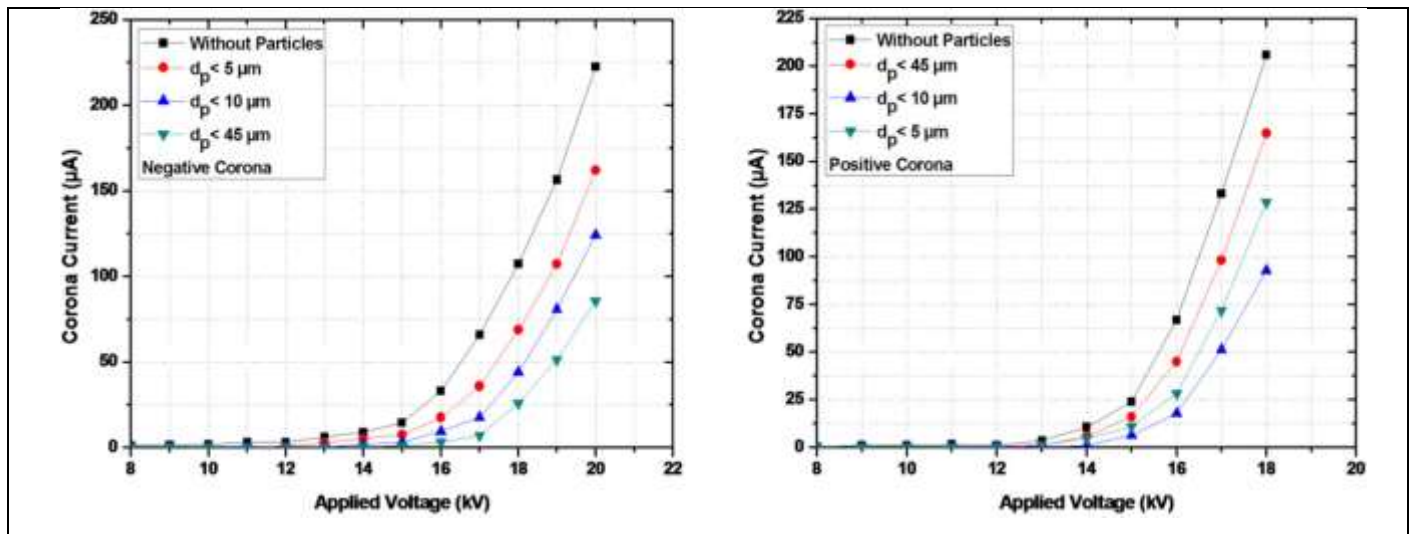 250
200
150
100
50
0
Corona Current (µA)
Without Particles
dp< 5 µm
dp< 10 µm
dp< 45 µm
Negative Corona
8 10 12 14 16 18 20 22
Applied Voltage (kV)
225
200
175
150
125
100
75
50
25
0
Corona Current (µA)
Without Particles
dp< 45 µm
dp< 10 µm
dp< 5 µm
Positive Corona
8 10 12 14 16 18 20
Applied Voltage (kV)